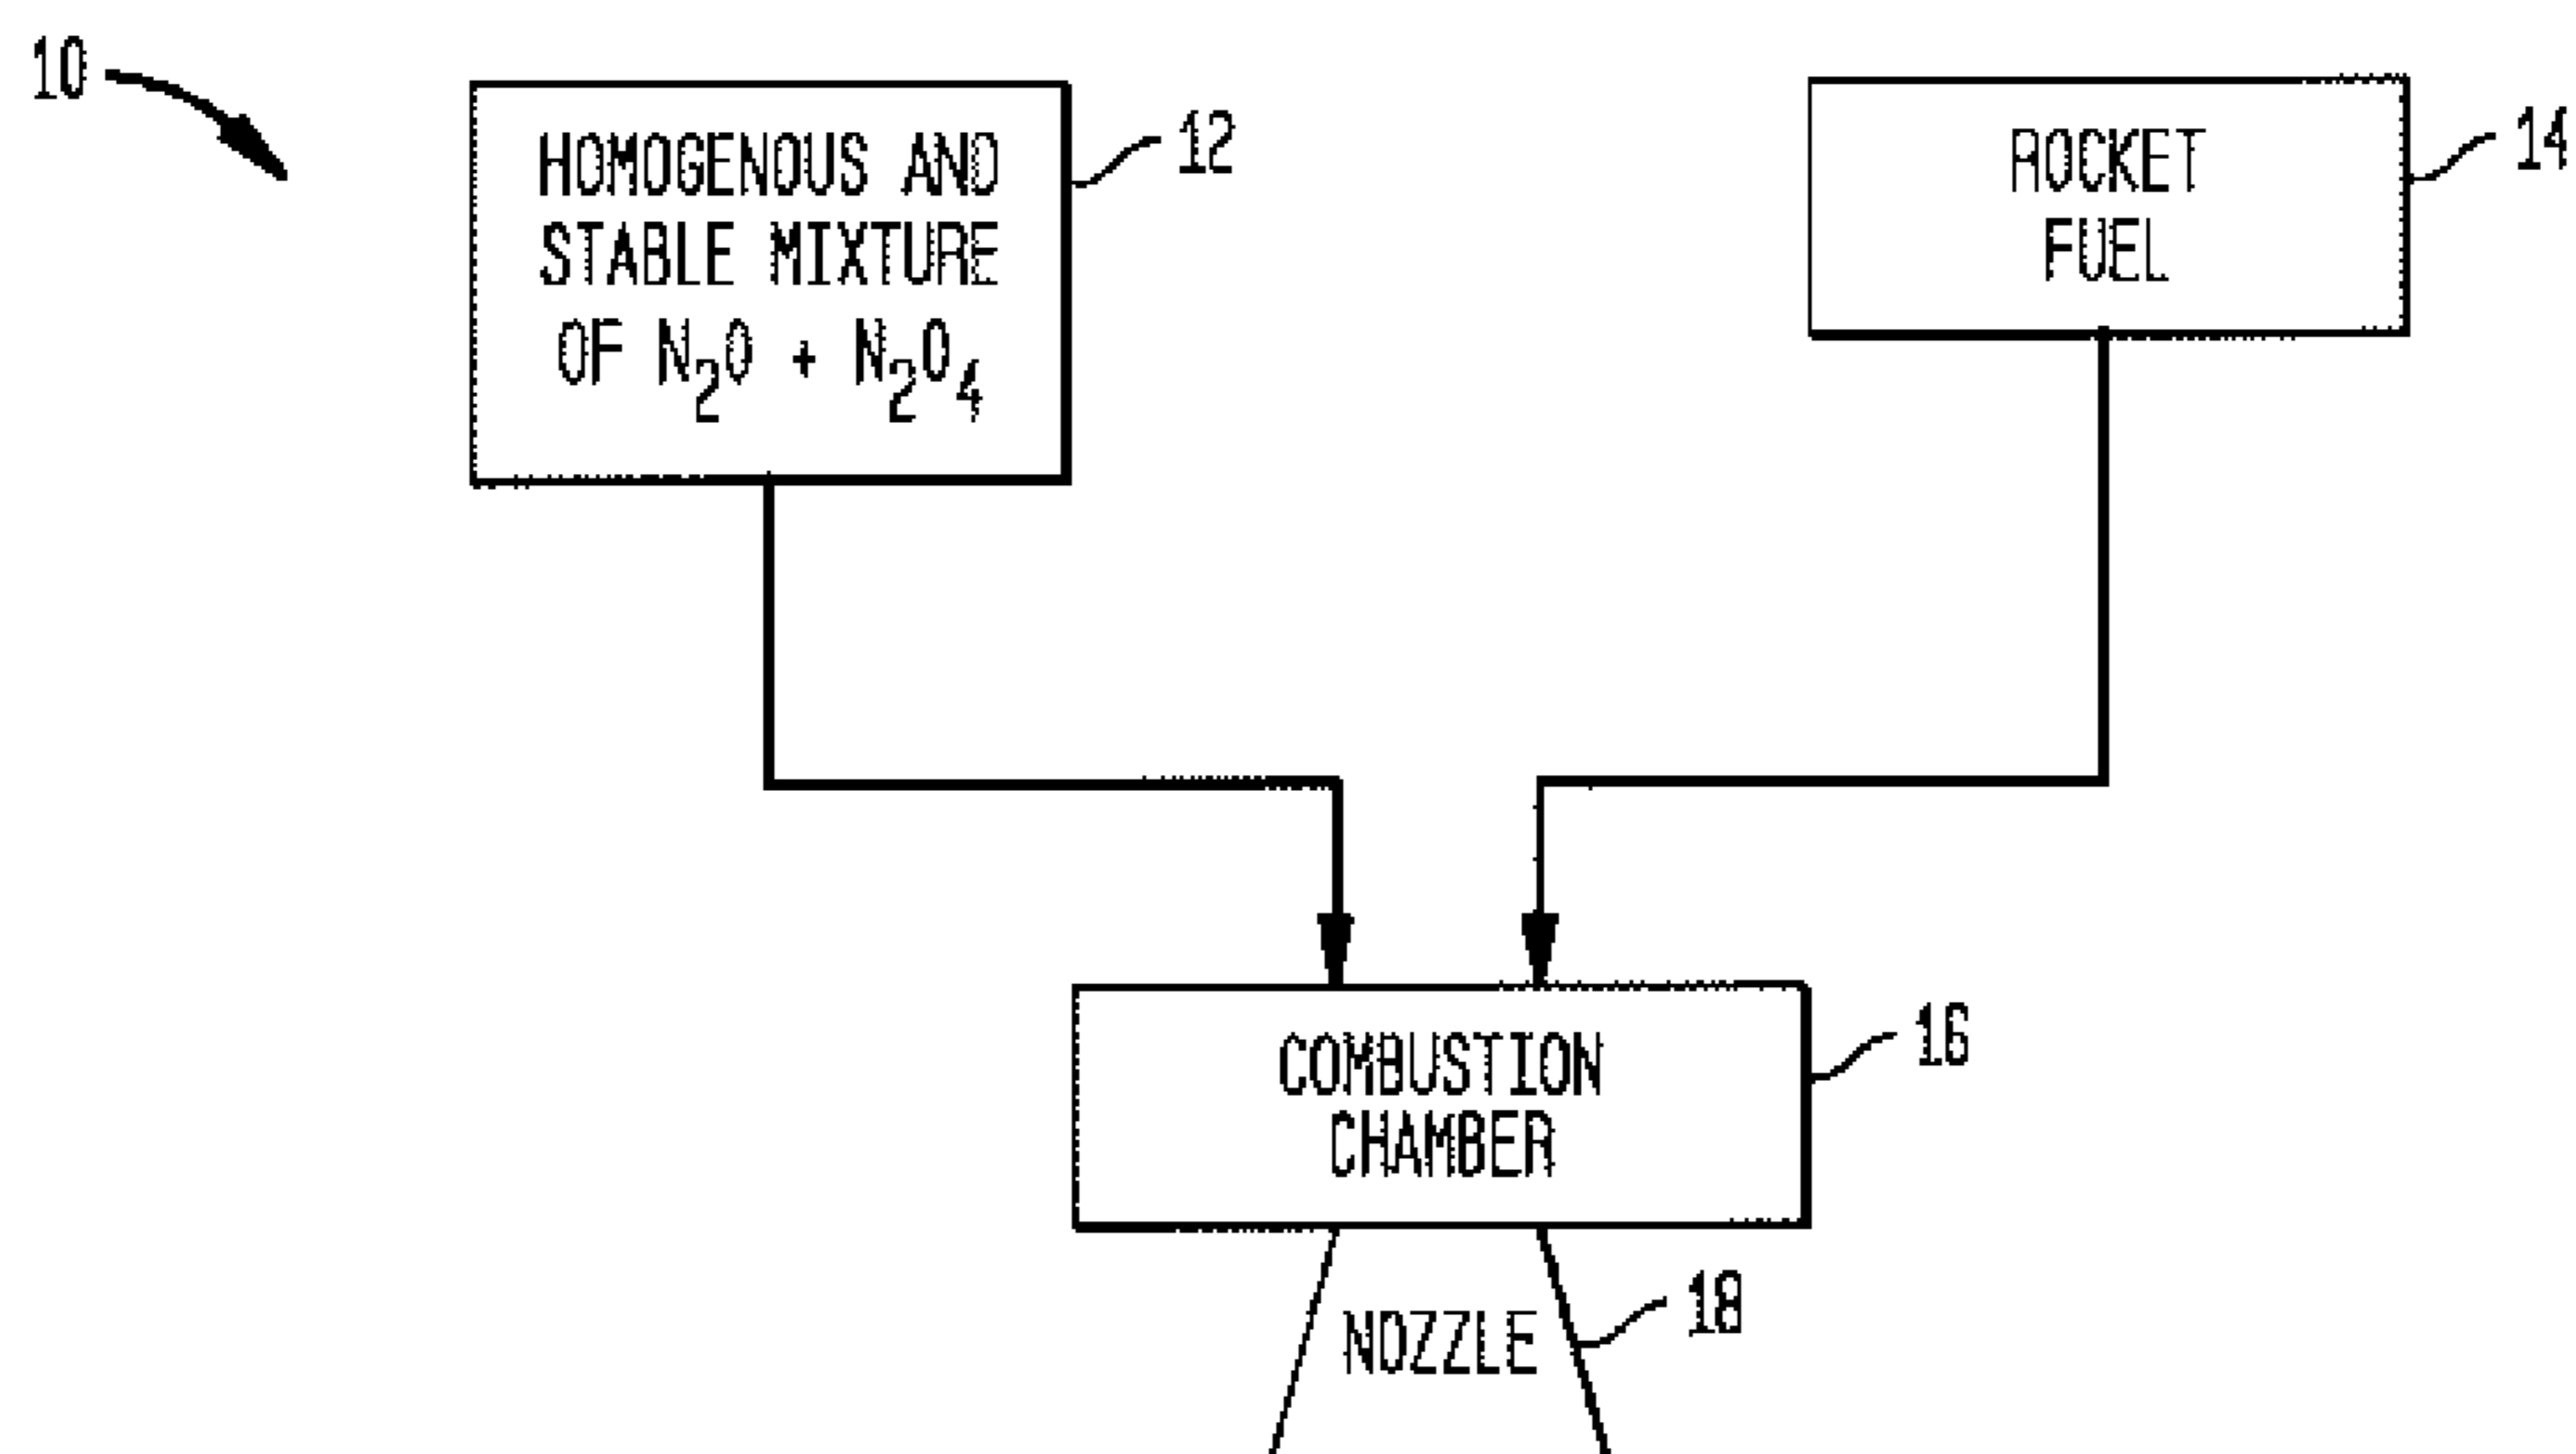 10
HOMOGENOUS AND
STABLE MIXTURE
OF N₂O + N₂O₄
12
ROCKET
FUEL
14
COMBUSTION
CHAMBER
16
NOZZLE
18